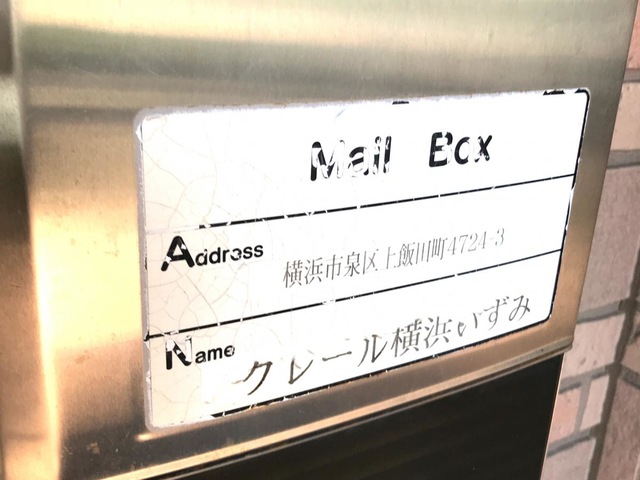 Mail Box
Address 横浜市泉区上飯田町4724-3
Name クレール横浜いずみ